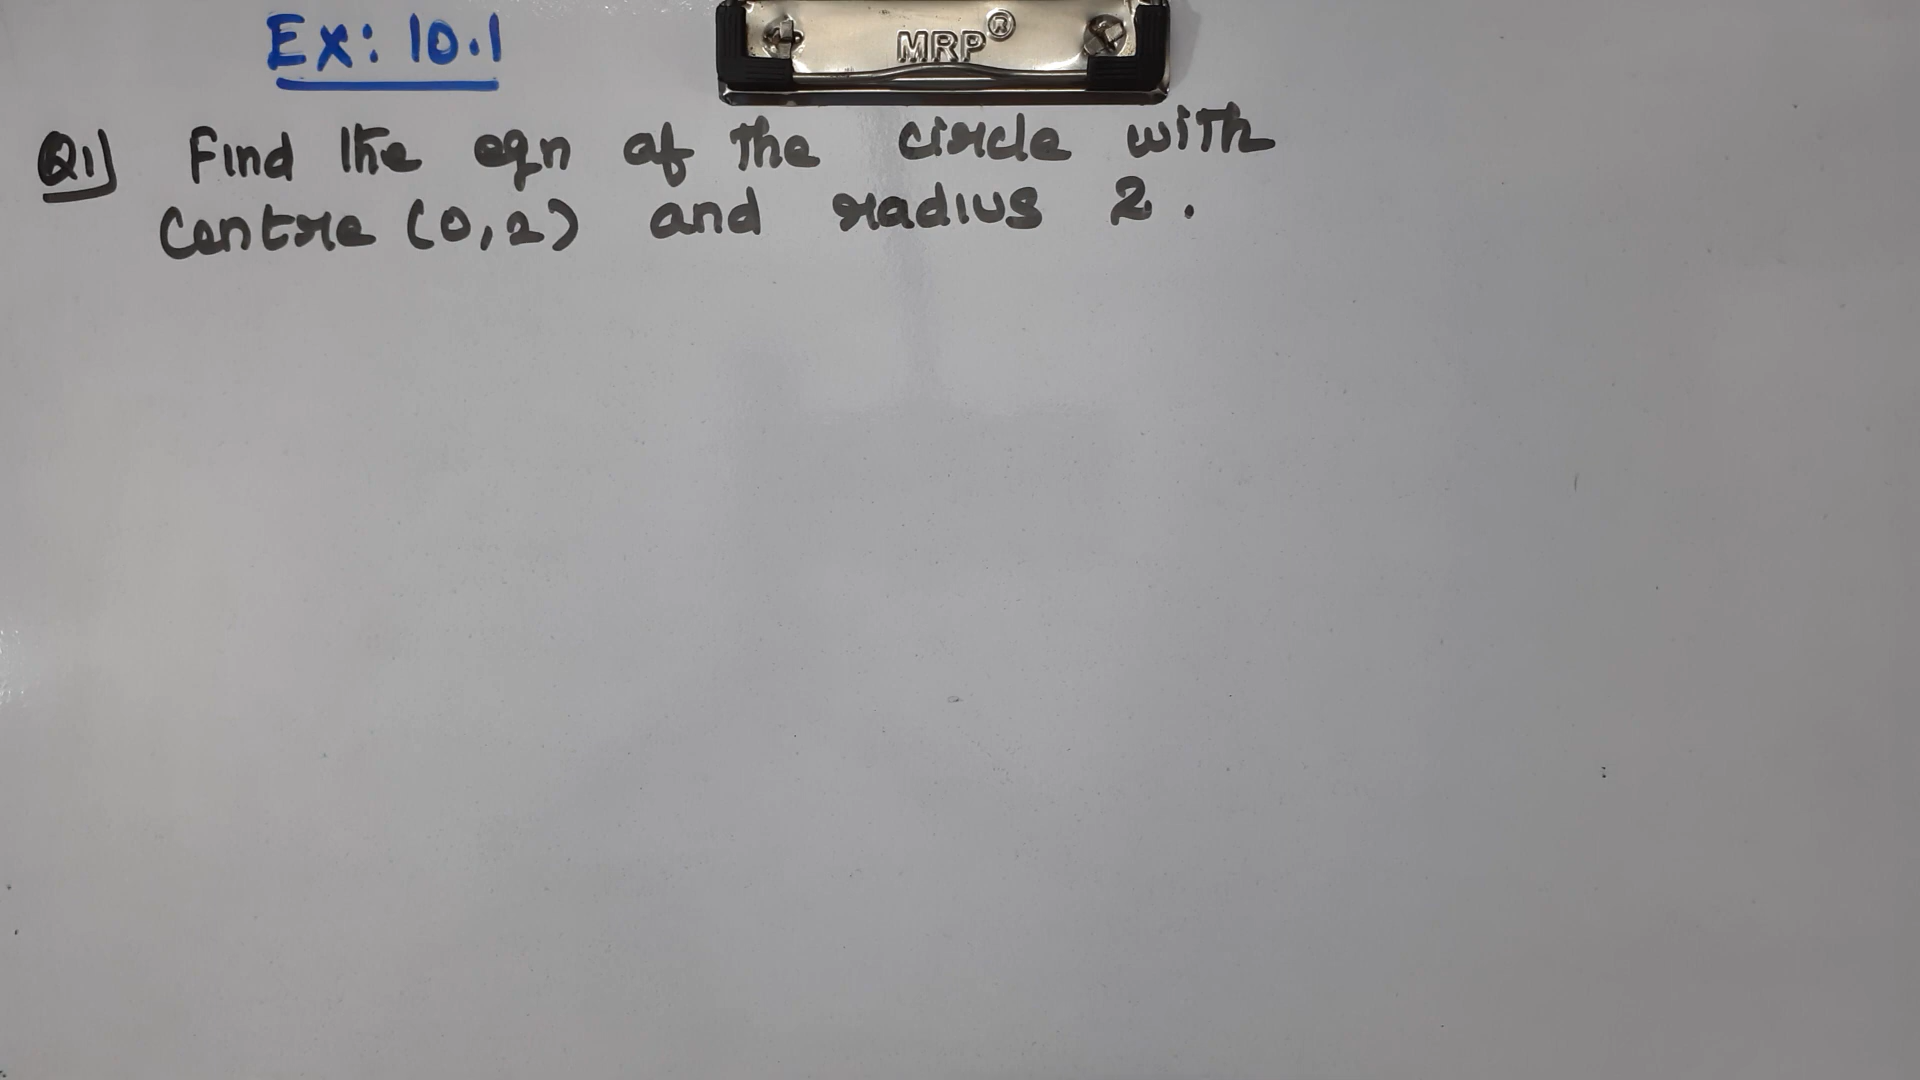 Ex: 10.1
MRP®
Q1) Find the eqn of the circle with
Centre (0,2) and radius 2.